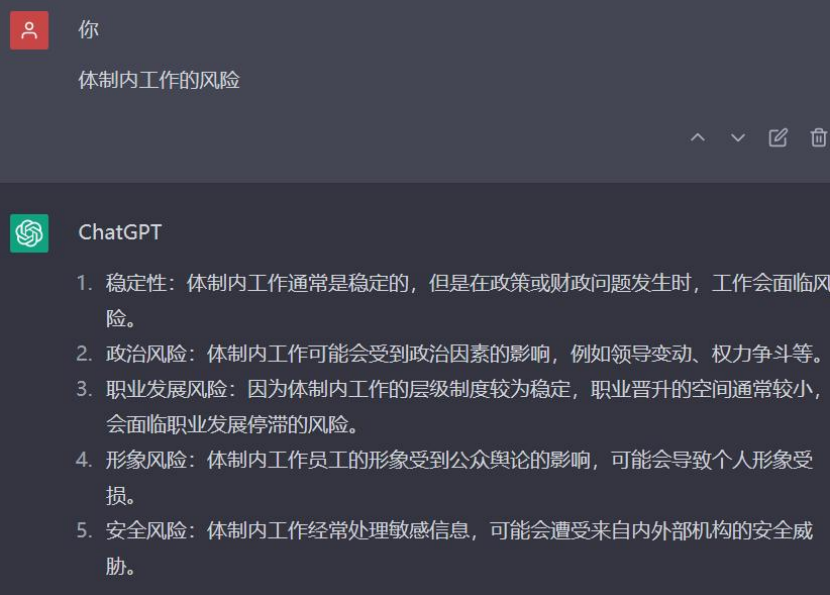 你
体制内工作的风险
ChatGPT
1. 稳定性：体制内工作通常是稳定的，但是在政策或财政问题发生时，工作会面临风
险。
2. 政治风险：体制内工作可能会受到政治因素的影响，例如领导变动、权力争斗等。
3. 职业发展风险：因为体制内工作的层级制度较为稳定，职业晋升的空间通常较小，
会面临职业发展停滞的风险。
4. 形象风险：体制内工作员工的形象受到公众舆论的影响，可能会导致个人形象受
损。
5. 安全风险：体制内工作经常处理敏感信息，可能会遭受来自内外部机构的安全威
胁。